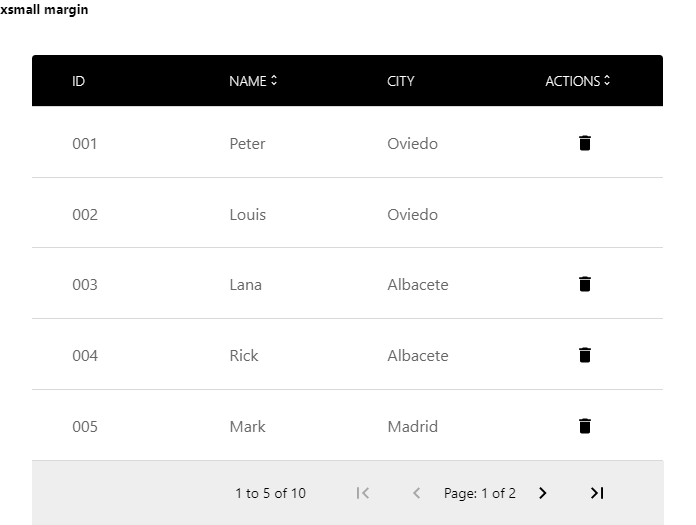 xsmall margin
ID NAME CITY ACTIONS
001 Peter Oviedo
002 Louis Oviedo
003 Lana Albacete
004 Rick Albacete
005 Mark Madrid
1 to 5 of 10 Page: 1 of 2